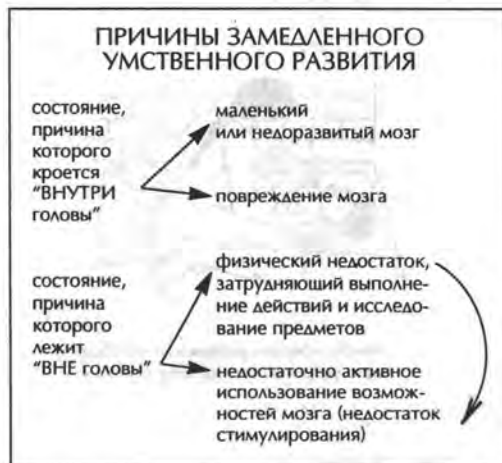 ПРИЧИНЫ ЗАМЕДЛЕННОГО
УМСТВЕННОГО РАЗВИТИЯ
состояние,
причина
которого
кроется
"ВНУТРИ
головы"
маленький
или недоразвитый мозг
повреждение мозга
состояние,
причина
которого
лежит
"ВНЕ головы"
физический недостаток,
затрудняющий выполне-
ние действий и исследо-
вание предметов
недостаточно активное
использование возмож-
ностей мозга (недостаток
стимулирования)